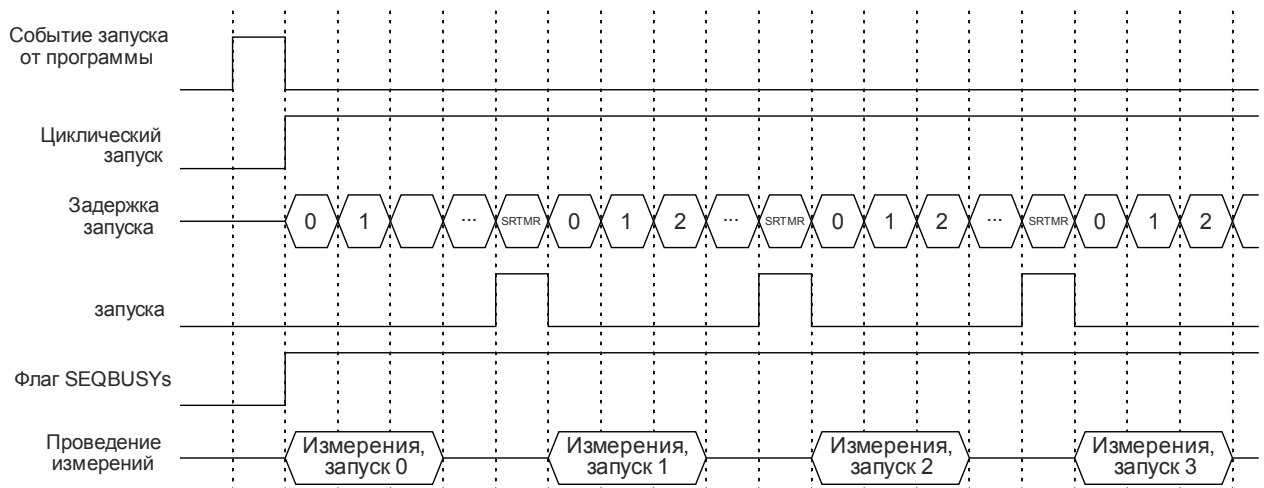 Событие запуска
от программы
Циклический
запуск
Задержка
запуска
0 1 ... SRTMR 0 1 2 ... SRTMR 0 1 2 ... SRTMR 0 1 2
запуска
Флаг SEQBUSYs
Проведение
измерений
Измерения, Измерения, Измерения, Измерения,
запуск 0 запуск 1 запуск 2 запуск 3